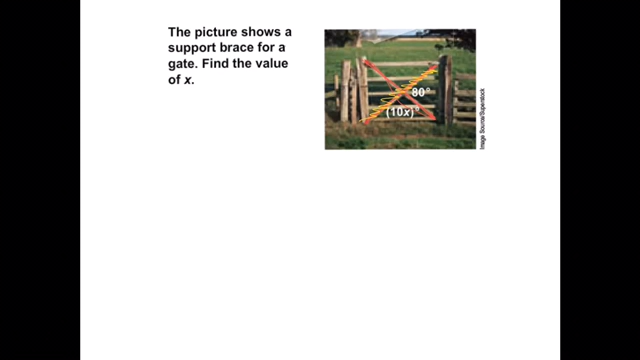 The picture shows a
support brace for a
gate. Find the value
of x.
80°
(10x)°
Image Source/Superstock